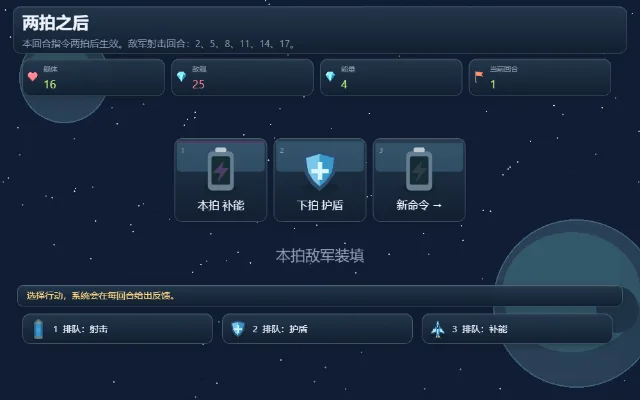 两拍之后
本回合指令两拍后生效。敌军射击回合：2、5、8、11、14、17。
舰体
16
敌舰
25
能量
4
当前回合
1
1
本拍 补能
2
下拍 护盾
3
新命令 →
本拍敌军装填
选择行动，系统会在每回合给出反馈。
1 排队：射击
2 排队：护盾
3 排队：补能